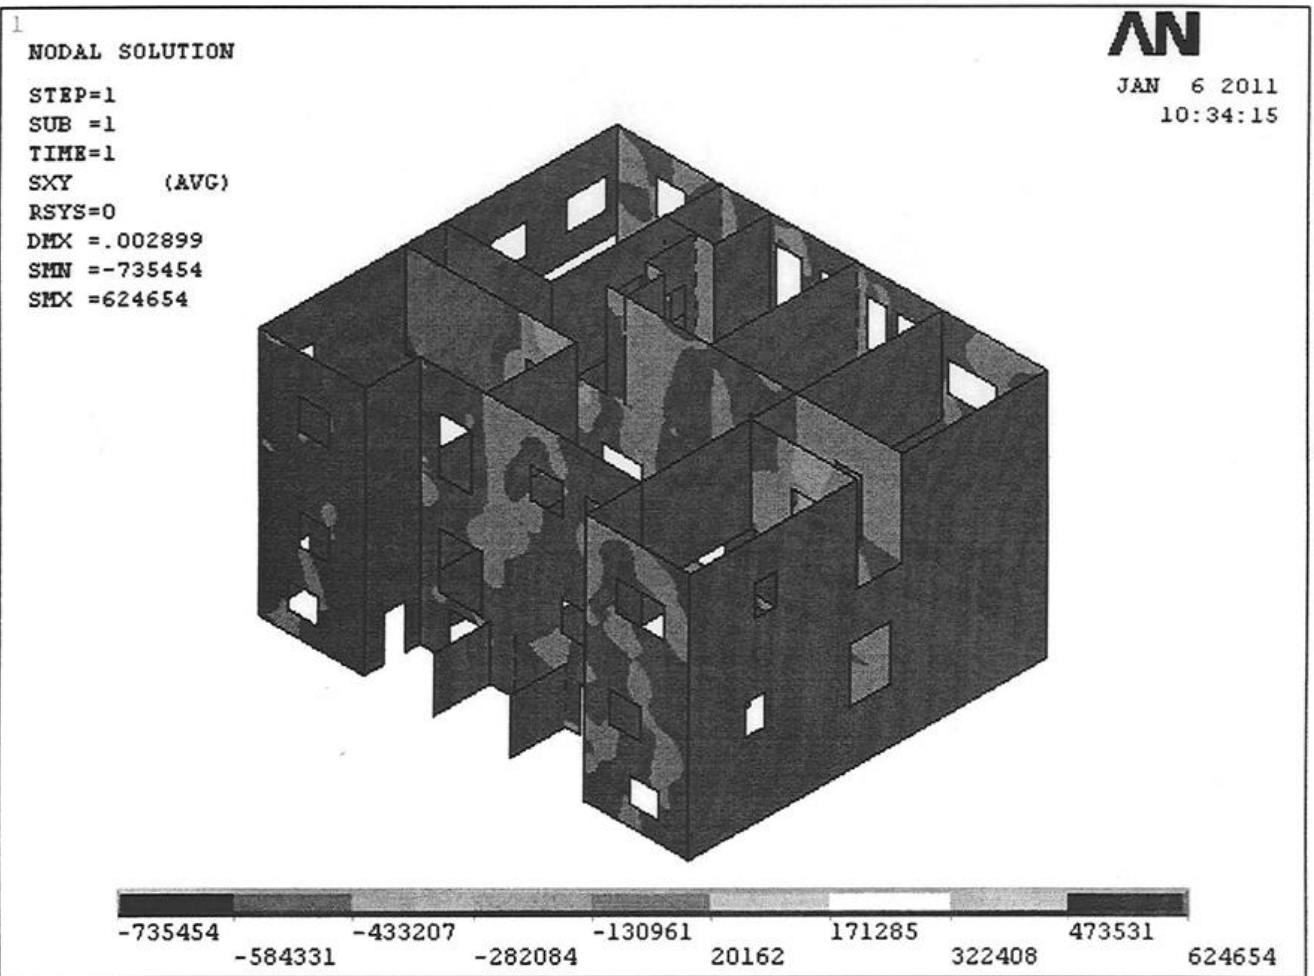 1
NODAL SOLUTION
STEP=1
SUB =1
TIME=1
SXY (AVG)
RSYS=0
DMX =.002899
SMN =-735454
SMX =624654
AN
JAN 6 2011
10:34:15
-735454 -433207 -130961 171285 473531
-584331 -282084 20162 322408 624654